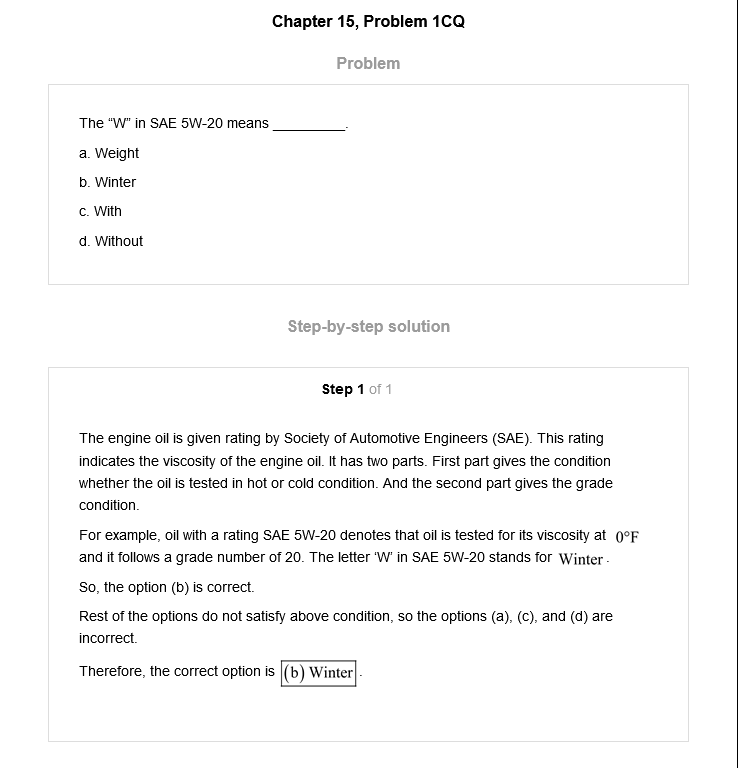 Chapter 15, Problem 1CQ
Problem
The “W” in SAE 5W-20 means __________.
a. Weight
b. Winter
c. With
d. Without
Step-by-step solution
Step 1 of 1
The engine oil is given rating by Society of Automotive Engineers (SAE). This rating
indicates the viscosity of the engine oil. It has two parts. First part gives the condition
whether the oil is tested in hot or cold condition. And the second part gives the grade
condition.
For example, oil with a rating SAE 5W-20 denotes that oil is tested for its viscosity at 0°F
and it follows a grade number of 20. The letter ‘W’ in SAE 5W-20 stands for Winter.
So, the option (b) is correct.
Rest of the options do not satisfy above condition, so the options (a), (c), and (d) are
incorrect.
Therefore, the correct option is (b) Winter.